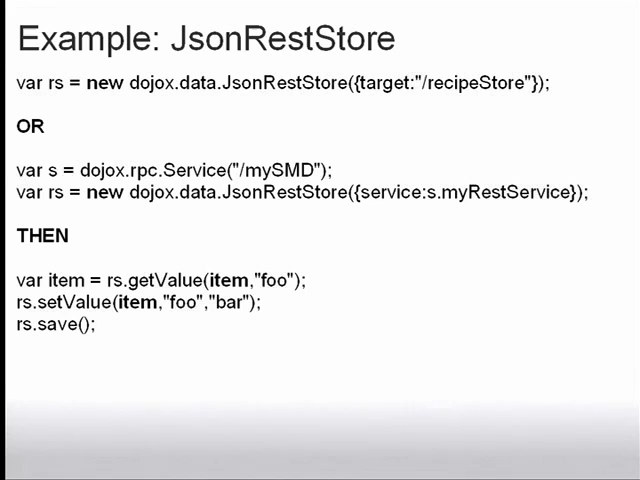 Example: JsonRestStore
var rs = new dojox.data.JsonRestStore({target:"/recipeStore"});
OR
var s = dojox.rpc.Service("/mySMD");
var rs = new dojox.data.JsonRestStore({service:s.myRestService});
THEN
var item = rs.getValue(item,"foo");
rs.setValue(item,"foo","bar");
rs.save();